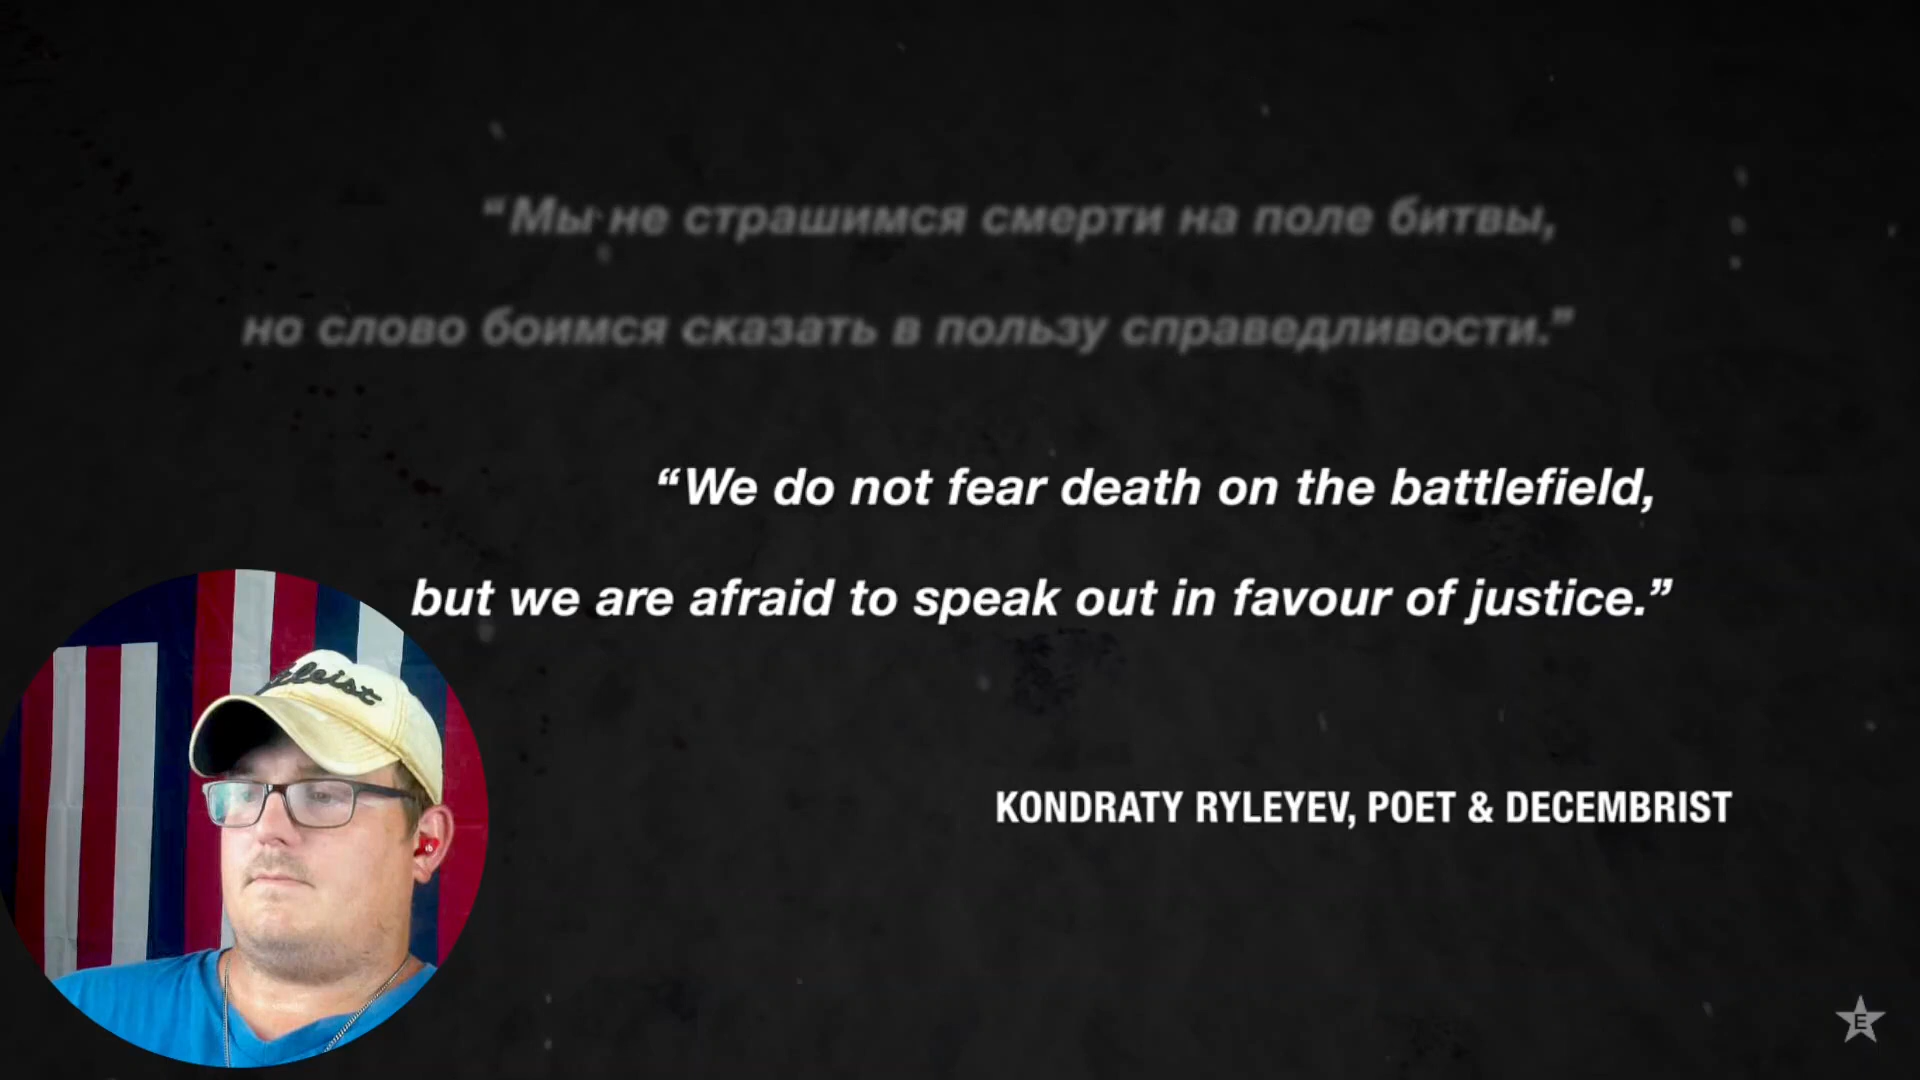 “Мы не страшимся смерти на поле битвы,
но слово боимся сказать в пользу справедливости.”
“We do not fear death on the battlefield,
but we are afraid to speak out in favour of justice.”
KONDRATY RYLEYEV, POET & DECEMBRIST
E